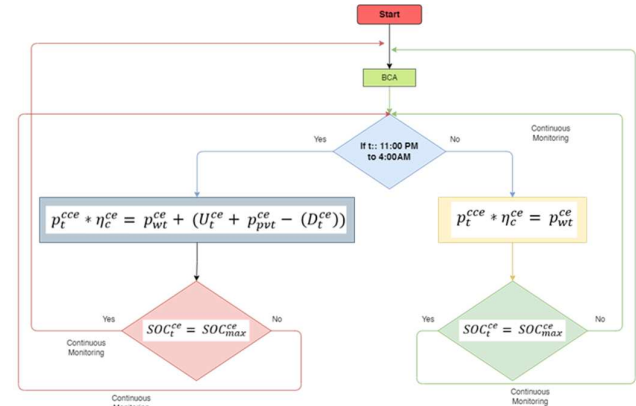 Start
BCA
Continuous
Monitoring
Yes
If t:: 11:00 PM
to 4:00AM
No
p_t^{cce} * η_c^{ce} = p_{wt}^{ce} + (U_t^{ce} + p_{pvt}^{ce} − (D_t^{ce}))
p_t^{cce} * η_c^{ce} = p_{wt}^{ce}
Yes
SOC_t^{ce} = SOC_{max}^{ce}
No
Continuous
Monitoring
Yes
SOC_t^{ce} = SOC_{max}^{ce}
No
Continuous
Continuous
Monitoring